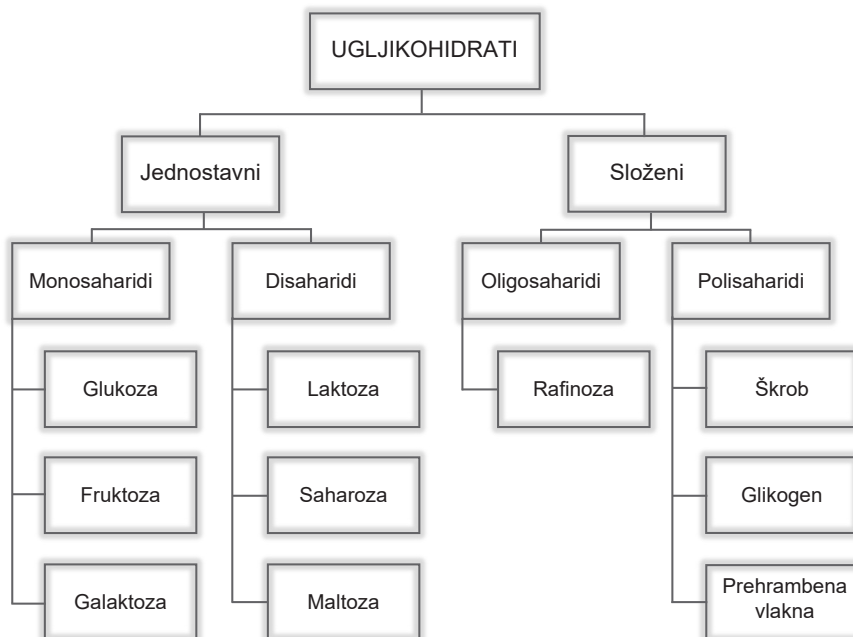 UGLJIKOHIDRATI
Jednostavni
Složeni
Monosaharidi
Disaharidi
Oligosaharidi
Polisaharidi
Glukoza
Laktoza
Rafinoza
Škrob
Fruktoza
Saharoza
Glikogen
Galaktoza
Maltoza
Prehrambena
vlakna